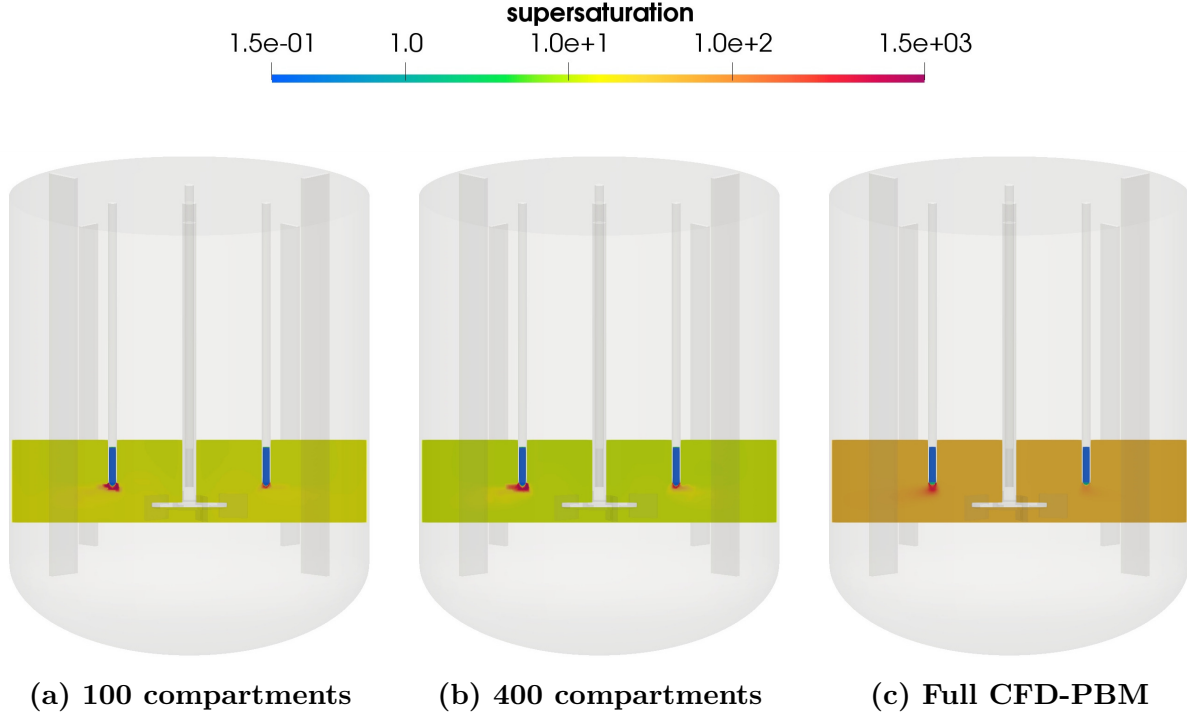 supersaturation
1.5e-01 1.0 1.0e+1 1.0e+2 1.5e+03
(a) 100 compartments (b) 400 compartments (c) Full CFD-PBM